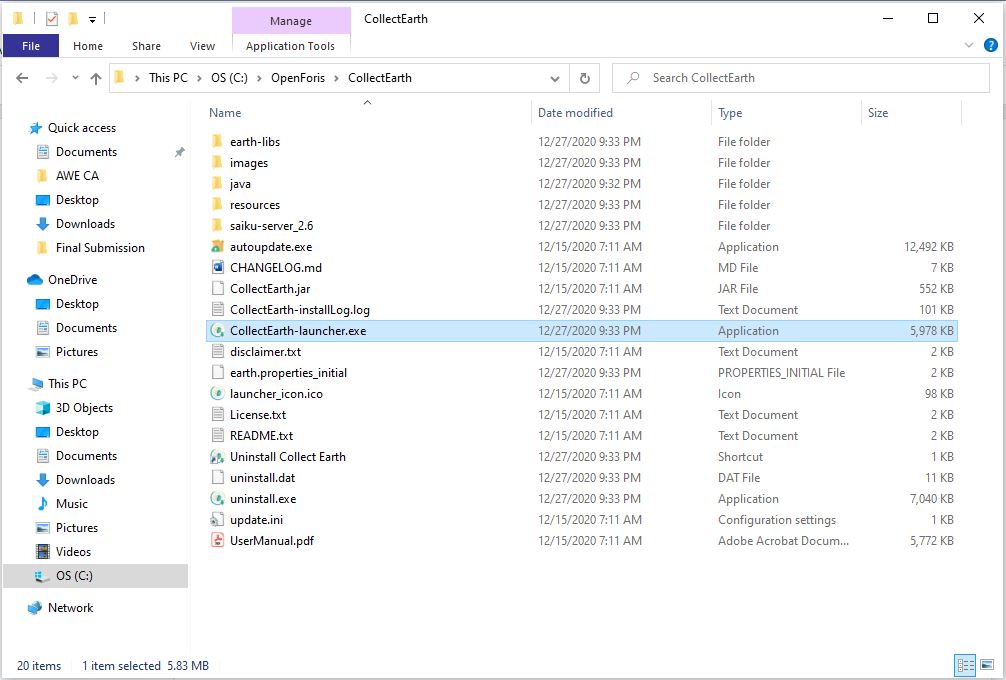 Manage
CollectEarth
File Home Share View Application Tools
This PC > OS (C:) > OpenForis > CollectEarth
Search CollectEarth
Name Date modified Type Size
Quick access
Documents
AWE CA
Desktop
Downloads
Final Submission
OneDrive
Desktop
Documents
Pictures
This PC
3D Objects
Desktop
Documents
Downloads
Music
Pictures
Videos
OS (C:)
Network
earth-libs 12/27/2020 9:33 PM File folder
images 12/27/2020 9:33 PM File folder
java 12/27/2020 9:32 PM File folder
resources 12/27/2020 9:33 PM File folder
saiku-server_2.6 12/27/2020 9:33 PM File folder
autoupdate.exe 12/15/2020 7:11 AM Application 12,492 KB
CHANGELOG.md 12/15/2020 7:11 AM MD File 7 KB
CollectEarth.jar 12/15/2020 7:11 AM JAR File 552 KB
CollectEarth-installLog.log 12/27/2020 9:33 PM Text Document 101 KB
CollectEarth-launcher.exe 12/27/2020 9:33 PM Application 5,978 KB
disclaimer.txt 12/15/2020 7:11 AM Text Document 2 KB
earth.properties_initial 12/27/2020 9:33 PM PROPERTIES_INITIAL File 2 KB
launcher_icon.ico 12/15/2020 7:11 AM Icon 98 KB
License.txt 12/15/2020 7:11 AM Text Document 2 KB
README.txt 12/15/2020 7:11 AM Text Document 2 KB
Uninstall Collect Earth 12/27/2020 9:33 PM Shortcut 1 KB
uninstall.dat 12/27/2020 9:33 PM DAT File 11 KB
uninstall.exe 12/27/2020 9:33 PM Application 7,040 KB
update.ini 12/15/2020 7:11 AM Configuration settings 1 KB
UserManual.pdf 12/15/2020 7:11 AM Adobe Acrobat Docum... 5,772 KB
20 items 1 item selected 5.83 MB